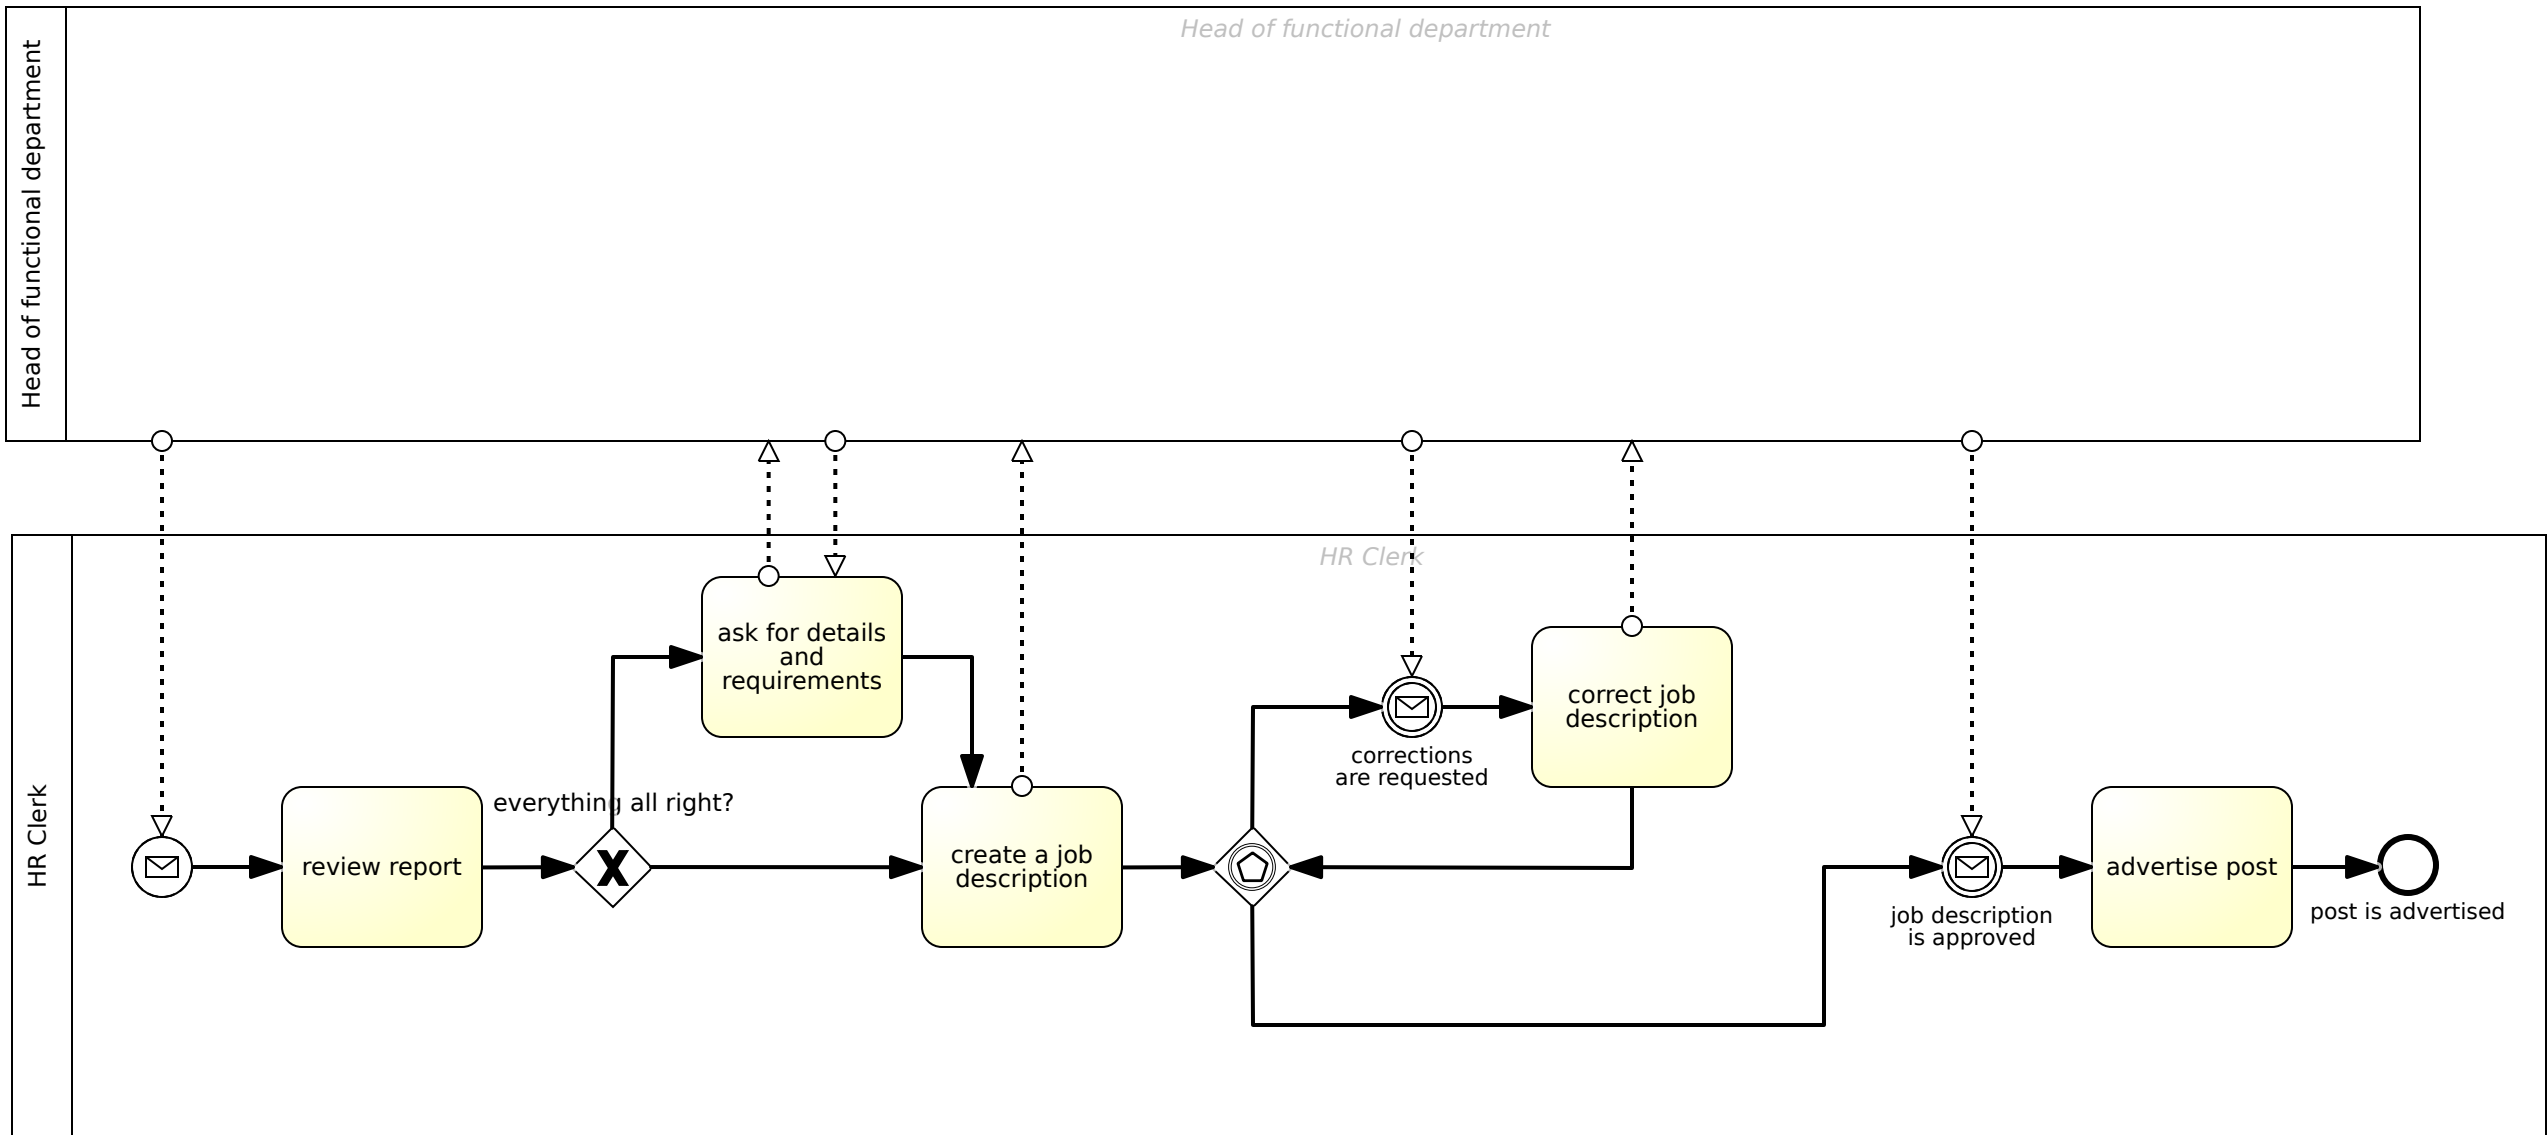 Head of functional department
Head of functional department
HR Clerk
HR Clerk
ask for details
and
requirements
correct job
description
corrections
are requested
everything all right?
review report
X
create a job
description
advertise post
job description
is approved
post is advertised